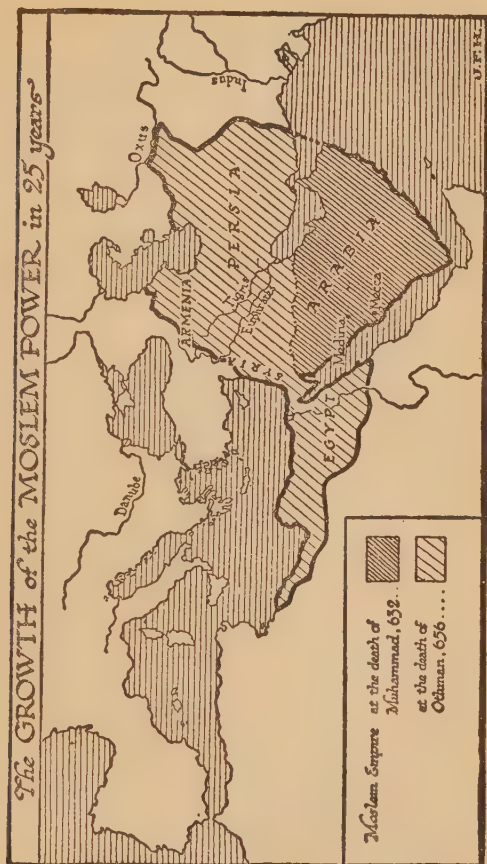 The GROWTH of the MOSLEM POWER in 25 years
Oxus
Indus
Danube
ARMENIA
PERSIA
Tigris
Euphrates
SYRIA
ARABIA
Medina
Mecca
EGYPT
Moslem Empire at the death of
Muhammad, 632...
at the death of
Othman, 656.....
J.F.H.